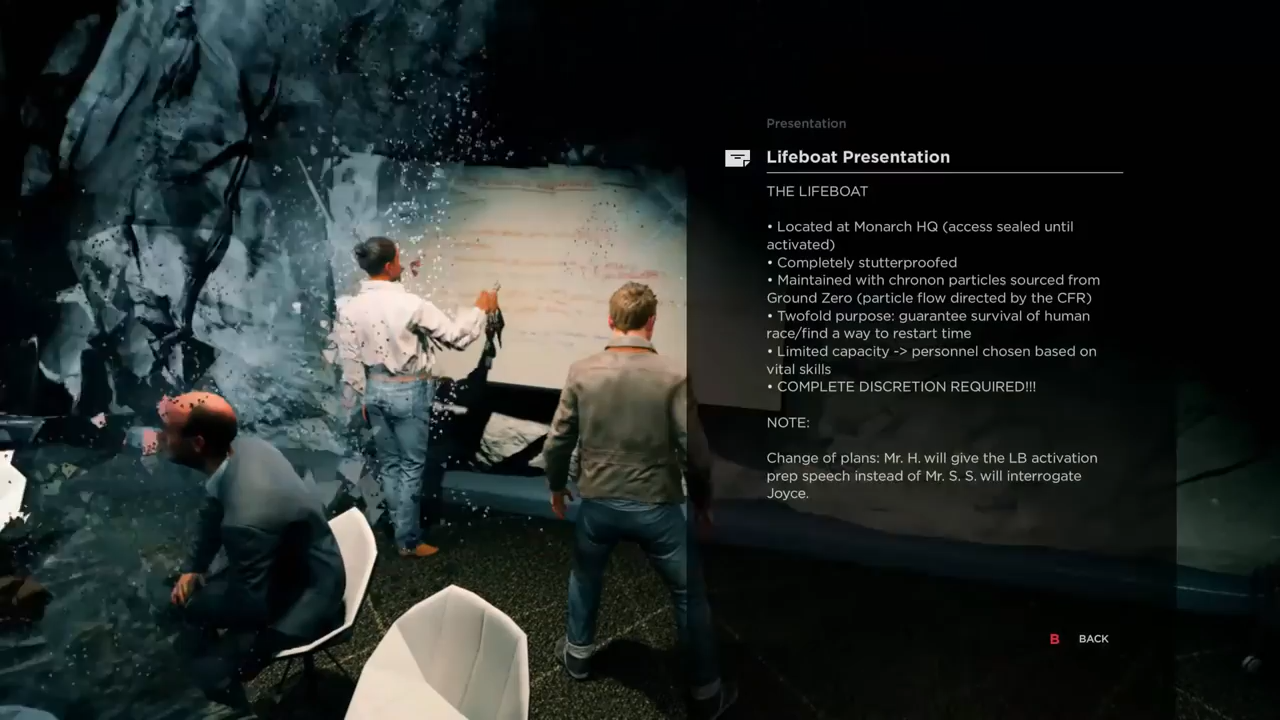 Presentation
Lifeboat Presentation
THE LIFEBOAT
• Located at Monarch HQ (access sealed until
activated)
• Completely stutterproofed
• Maintained with chronon particles sourced from
Ground Zero (particle flow directed by the CFR)
• Twofold purpose: guarantee survival of human
race/find a way to restart time
• Limited capacity -> personnel chosen based on
vital skills
• COMPLETE DISCRETION REQUIRED!!!
NOTE:
Change of plans: Mr. H. will give the LB activation
prep speech instead of Mr. S. S. will interrogate
Joyce.
B BACK